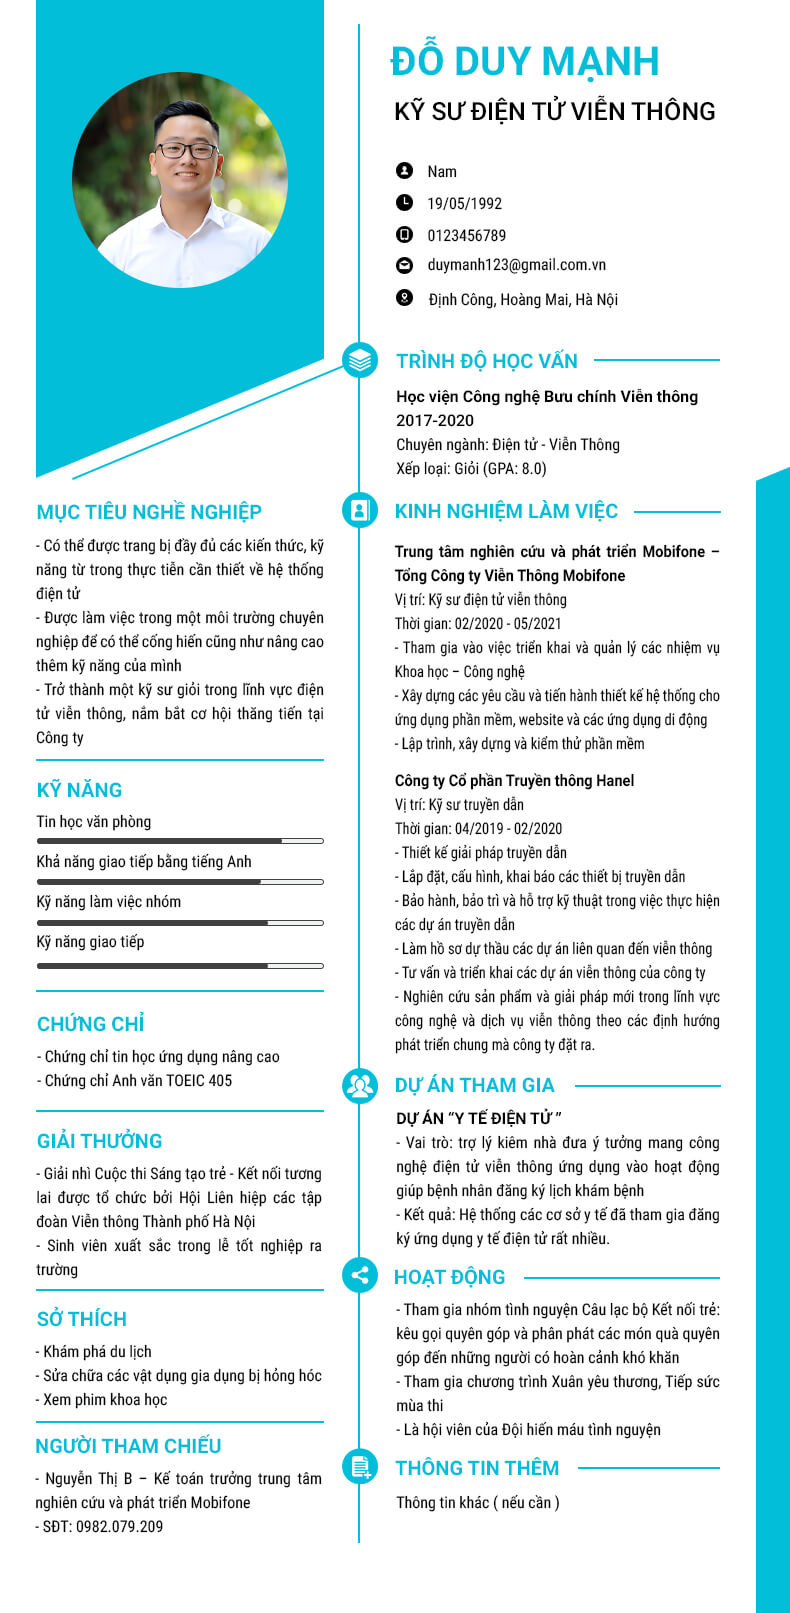 ĐỖ DUY MẠNH
KỸ SƯ ĐIỆN TỬ VIỄN THÔNG
Nam
19/05/1992
0123456789
duymanh123@gmail.com.vn
Định Công, Hoàng Mai, Hà Nội
TRÌNH ĐỘ HỌC VẤN
Học viện Công nghệ Bưu chính Viễn thông
2017-2020
Chuyên ngành: Điện tử - Viễn Thông
Xếp loại: Giỏi (GPA: 8.0)
MỤC TIÊU NGHỀ NGHIỆP
- Có thể được trang bị đầy đủ các kiến thức, kỹ
năng từ trong thực tiễn cần thiết về hệ thống
điện tử
- Được làm việc trong một môi trường chuyên
nghiệp để có thể cống hiến cũng như nâng cao
thêm kỹ năng của mình
- Trở thành một kỹ sư giỏi trong lĩnh vực điện
tử viễn thông, nắm bắt cơ hội thăng tiến tại
Công ty
KỸ NĂNG
Tin học văn phòng
Khả năng giao tiếp bằng tiếng Anh
Kỹ năng làm việc nhóm
Kỹ năng giao tiếp
CHỨNG CHỈ
- Chứng chỉ tin học ứng dụng nâng cao
- Chứng chỉ Anh văn TOEIC 405
GIẢI THƯỞNG
- Giải nhì Cuộc thi Sáng tạo trẻ - Kết nối tương
lai được tổ chức bởi Hội Liên hiệp các tập
đoàn Viễn thông Thành phố Hà Nội
- Sinh viên xuất sắc trong lễ tốt nghiệp ra
trường
SỞ THÍCH
- Khám phá du lịch
- Sửa chữa các vật dụng gia dụng bị hỏng hóc
- Xem phim khoa học
NGƯỜI THAM CHIẾU
- Nguyễn Thị B – Kế toán trưởng trung tâm
nghiên cứu và phát triển Mobifone
- SĐT: 0982.079.209
KINH NGHIỆM LÀM VIỆC
Trung tâm nghiên cứu và phát triển Mobifone –
Tổng Công ty Viễn Thông Mobifone
Vị trí: Kỹ sư điện tử viễn thông
Thời gian: 02/2020 - 05/2021
- Tham gia vào việc triển khai và quản lý các nhiệm vụ
Khoa học – Công nghệ
- Xây dựng các yêu cầu và tiến hành thiết kế hệ thống cho
ứng dụng phần mềm, website và các ứng dụng di động
- Lập trình, xây dựng và kiểm thử phần mềm
Công ty Cổ phần Truyền thông Hanel
Vị trí: Kỹ sư truyền dẫn
Thời gian: 04/2019 - 02/2020
- Thiết kế giải pháp truyền dẫn
- Lắp đặt, cấu hình, khai báo các thiết bị truyền dẫn
- Bảo hành, bảo trì và hỗ trợ kỹ thuật trong việc thực hiện
các dự án truyền dẫn
- Làm hồ sơ dự thầu các dự án liên quan đến viễn thông
- Tư vấn và triển khai các dự án viễn thông của công ty
- Nghiên cứu sản phẩm và giải pháp mới trong lĩnh vực
công nghệ và dịch vụ viễn thông theo các định hướng
phát triển chung mà công ty đặt ra.
DỰ ÁN THAM GIA
DỰ ÁN “Y TẾ ĐIỆN TỬ ”
- Vai trò: trợ lý kiêm nhà đưa ý tưởng mang công
nghệ điện tử viễn thông ứng dụng vào hoạt động
giúp bệnh nhân đăng ký lịch khám bệnh
- Kết quả: Hệ thống các cơ sở y tế đã tham gia đăng
ký ứng dụng y tế điện tử rất nhiều.
HOẠT ĐỘNG
- Tham gia nhóm tình nguyện Câu lạc bộ Kết nối trẻ:
kêu gọi quyên góp và phân phát các món quà quyên
góp đến những người có hoàn cảnh khó khăn
- Tham gia chương trình Xuân yêu thương, Tiếp sức
mùa thi
- Là hội viên của Đội hiến máu tình nguyện
THÔNG TIN THÊM
Thông tin khác ( nếu cần )